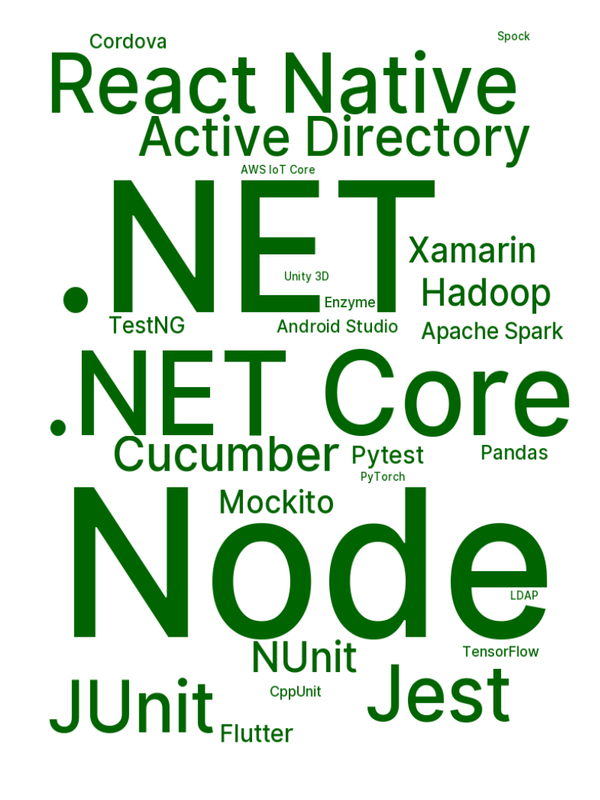 Cordova
Spock
React Native
Active Directory
AWS IoT Core
.NET
Xamarin
Unity 3D
Hadoop
Enzyme
TestNG
Android Studio
Apache Spark
.NET Core
Cucumber
Pytest
Pandas
PyTorch
Mockito
Node
LDAP
NUnit
TensorFlow
CppUnit
Jest
JUnit
Flutter